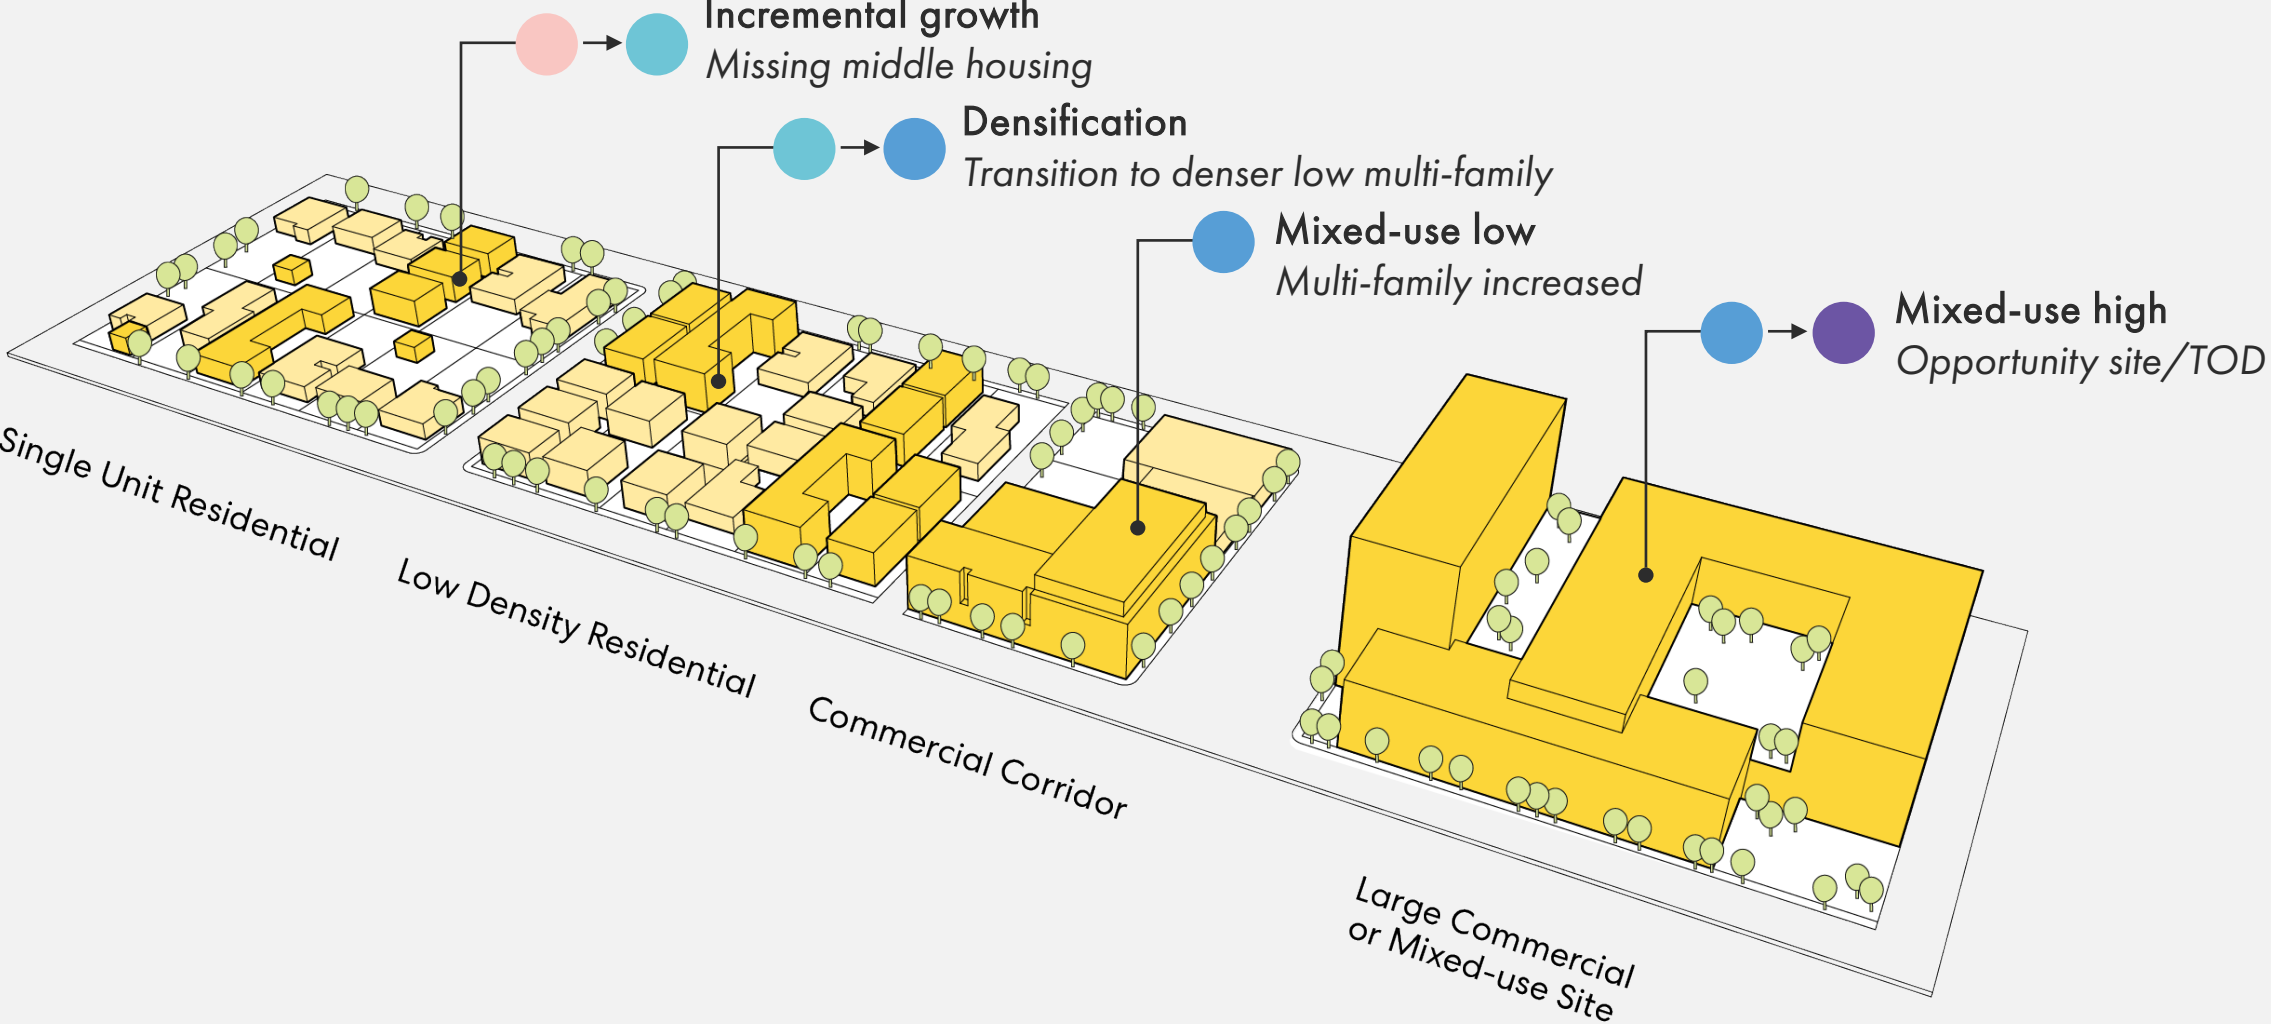 Incremental growth
Missing middle housing
Densification
Transition to denser low multi-family
Mixed-use low
Multi-family increased
Mixed-use high
Opportunity site/TOD
Single Unit Residential
Low Density Residential
Commercial Corridor
Large Commercial
or Mixed-use Site